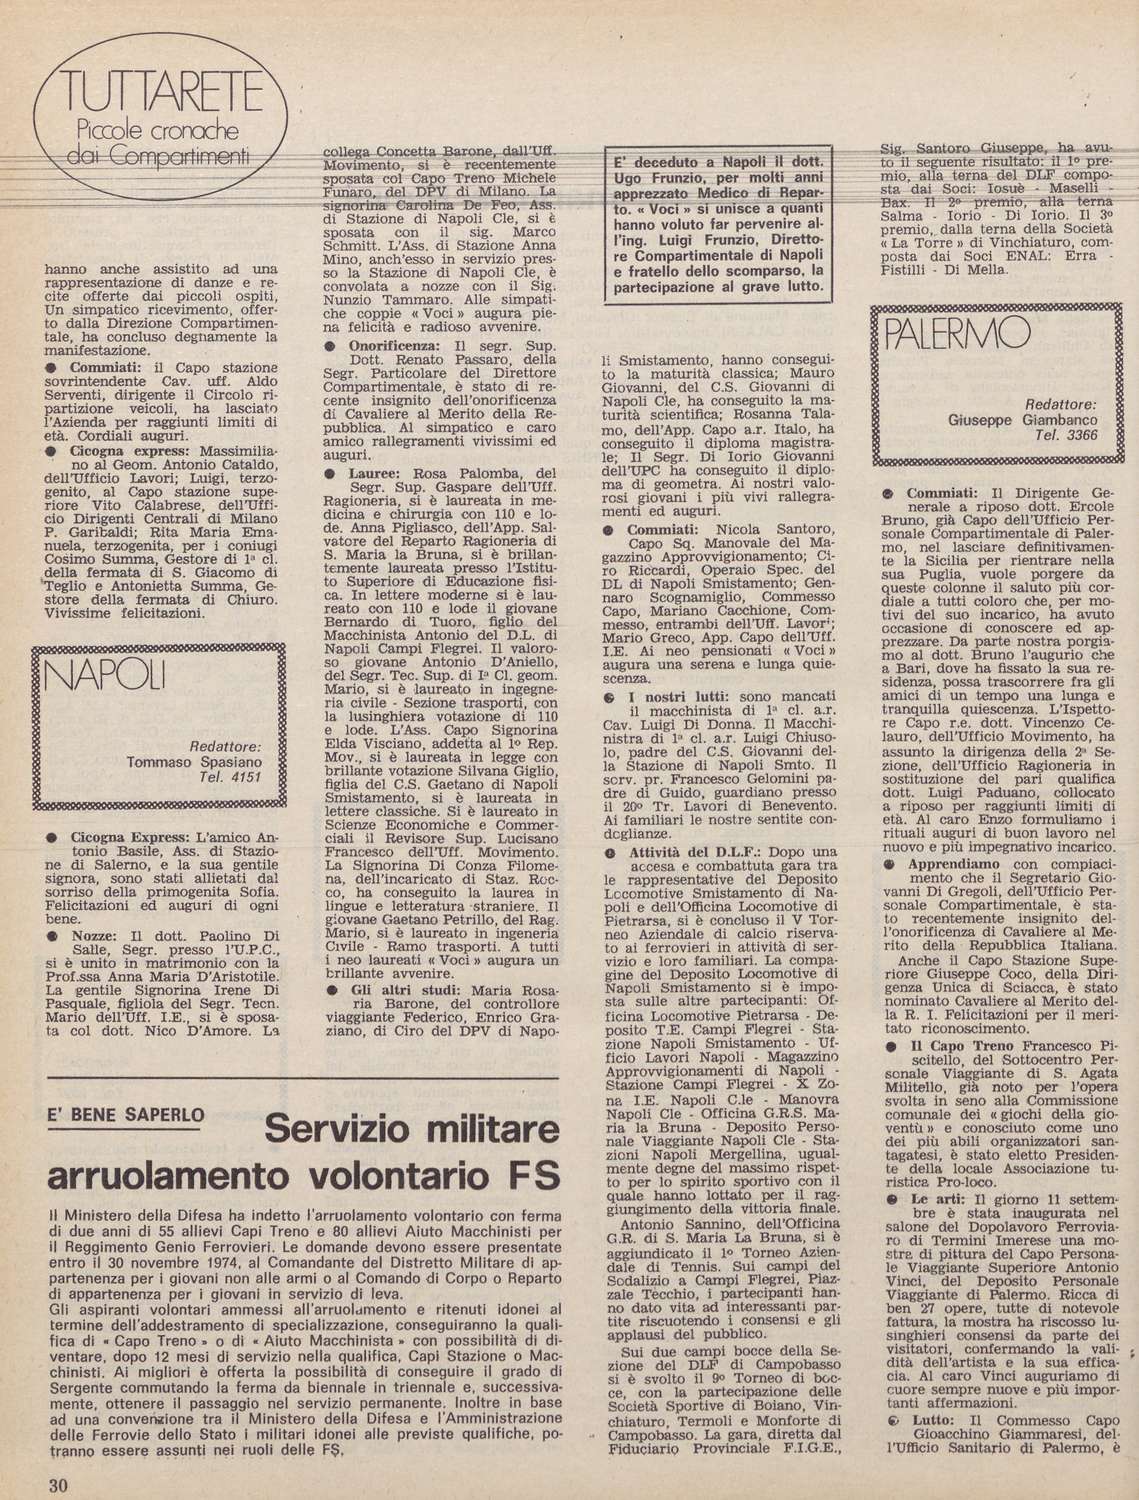 TUTTARETE
Piccole cronache
dai Compartimenti
hanno anche assistito ad una
rappresentazione di danze e re-
cite offerte dai piccoli ospiti,
Un simpatico ricevimento, offer-
to dalla Direzione Compartimen-
tale, ha concluso degnamente la
manifestazione.
● Commiati: il Capo stazione
sovrintendente Cav. uff. Aldo
Serventi, dirigente il Circolo ri-
partizione veicoli, ha lasciato
l'Azienda per raggiunti limiti di
età. Cordiali auguri.
● Cicogna express: Massimilia-
no al Geom. Antonio Cataldo,
dell'Ufficio Lavori; Luigi, terzo-
genito, al Capo stazione supe-
riore Vito Calabrese, dell'Uffi-
cio Dirigenti Centrali di Milano
P. Garibaldi; Rita Maria Ema-
nuela, terzogenita, per i coniugi
Cosimo Summa, Gestore di 1ª cl.
della fermata di S. Giacomo di
Teglio e Antonietta Summa, Ge-
store della fermata di Chiuro.
Vivissime felicitazioni.
NAPOLI
Redattore:
Tommaso Spasiano
Tel. 4151
● Cicogna Express: L'amico An-
tonio Basile, Ass. di Stazio-
ne di Salerno, e la sua gentile
signora, sono stati allietati dal
sorriso della primogenita Sofia.
Felicitazioni ed auguri di ogni
bene.
● Nozze: Il dott. Paolino Di
Salle, Segr. presso l'U.P.C.,
si è unito in matrimonio con la
Prof.ssa Anna Maria D'Aristotile.
La gentile Signorina Irene Di
Pasquale, figliola del Segr. Tecn.
Mario dell'Uff. I.E., si è sposa-
ta col dott. Nico D'Amore. La
collega Concetta Barone, dall'Uff.
Movimento, si è recentemente
sposata col Capo Treno Michele
Funaro, del DPV di Milano. La
signorina Carolina De Feo, Ass.
di Stazione di Napoli Cle, si è
sposata con il sig. Marco
Schmitt. L'Ass. di Stazione Anna
Mino, anch'esso in servizio pres-
so la Stazione di Napoli Cle, è
convolata a nozze con il Sig.
Nunzio Tammaro. Alle simpati-
che coppie « Voci » augura pie-
na felicità e radioso avvenire.
● Onorificenza: Il segr. Sup.
Dott. Renato Passaro, della
Segr. Particolare del Direttore
Compartimentale, è stato di re-
cente insignito dell'onorificenza
di Cavaliere al Merito della Re-
pubblica. Al simpatico e caro
amico rallegramenti vivissimi ed
auguri.
● Lauree: Rosa Palomba, del
Segr. Sup. Gaspare dell'Uff.
Ragioneria, si è laureata in me-
dicina e chirurgia con 110 e lo-
de. Anna Pigliasco, dell'App. Sal-
vatore del Reparto Ragioneria di
S. Maria la Bruna, si è brillan-
temente laureata presso l'Istitu-
to Superiore di Educazione fisi-
ca. In lettere moderne si è lau-
reato con 110 e lode il giovane
Bernardo di Tuoro, figlio del
Macchinista Antonio del D.L. di
Napoli Campi Flegrei. Il valoro-
so giovane Antonio D'Aniello,
del Segr. Tec. Sup. di Iª Cl. geom.
Mario, si è laureato in ingegne-
ria civile - Sezione trasporti, con
la lusinghiera votazione di 110
e lode. L'Ass. Capo Signorina
Elda Visciano, addetta al 1º Rep.
Mov., si è laureata in legge con
brillante votazione Silvana Giglio,
figlia del C.S. Gaetano di Napoli
Smistamento, si è laureata in
lettere classiche. Si è laureato in
Scienze Economiche e Commer-
ciali il Revisore Sup. Lucisano
Francesco dell'Uff. Movimento.
La Signorina Di Conza Filome-
na, dell'incaricato di Staz. Roc-
co, ha conseguito la laurea in
lingue e letteratura straniere. Il
giovane Gaetano Petrillo, del Rag.
Mario, si è laureato in ingeneria
Civile - Ramo trasporti. A tutti
i neo laureati « Voci » augura un
brillante avvenire.
● Gli altri studi: Maria Rosa-
ria Barone, del controllore
viaggiante Federico, Enrico Gra-
ziano, di Ciro del DPV di Napo-
E' deceduto a Napoli il dott.
Ugo Frunzio, per molti anni
apprezzato Medico di Repar-
to. « Voci » si unisce a quanti
hanno voluto far pervenire al-
l'ing. Luigi Frunzio, Diretto-
re Compartimentale di Napoli
e fratello dello scomparso, la
partecipazione al grave lutto.
li Smistamento, hanno consegui-
to la maturità classica; Mauro
Giovanni, del C.S. Giovanni di
Napoli Cle, ha conseguito la ma-
turità scientifica; Rosanna Tala-
mo, dell'App. Capo a.r. Italo, ha
conseguito il diploma magistra-
le; Il Segr. Di Iorio Giovanni
dell'UPC ha conseguito il diplo-
ma di geometra. Ai nostri valo-
rosi giovani i più vivi rallegra-
menti ed auguri.
● Commiati: Nicola Santoro,
Capo Sq. Manovale del Ma-
gazzino Approvvigionamento; Ci-
ro Riccardi, Operaio Spec. del
DL di Napoli Smistamento; Gen-
naro Scognamiglio, Commesso
Capo, Mariano Cacchione, Com-
messo, entrambi dell'Uff. Lavori;
Mario Greco, App. Capo dell'Uff.
I.E. Ai neo pensionati « Voci »
augura una serena e lunga quie-
scenza.
● I nostri lutti: sono mancati
il macchinista di 1ª cl. a.r.
Cav. Luigi Di Donna. Il Macchi-
nista di 1ª cl. a.r. Luigi Chiuso-
lo, padre del C.S. Giovanni del-
la Stazione di Napoli Smto. Il
serv. pr. Francesco Gelomini pa-
dre di Guido, guardiano presso
il 20º Tr. Lavori di Benevento.
Ai familiari le nostre sentite con-
doglianze.
● Attività del D.L.F.: Dopo una
accesa e combattuta gara tra
le rappresentative del Deposito
Locomotive Smistamento di Na-
poli e dell'Officina Locomotive di
Pietrarsa, si è concluso il V Tor-
neo Aziendale di calcio riserva-
to ai ferrovieri in attività di ser-
vizio e loro familiari. La compa-
gine del Deposito Locomotive di
Napoli Smistamento si è impo-
sta sulle altre partecipanti: Of-
ficina Locomotive Pietrarsa - De-
posito T.E. Campi Flegrei - Sta-
zione Napoli Smistamento - Uf-
ficio Lavori Napoli - Magazzino
Approvvigionamenti di Napoli -
Stazione Campi Flegrei - X Zo-
na I.E. Napoli C.le - Manovra
Napoli Cle - Officina G.R.S. Ma-
ria la Bruna - Deposito Perso-
nale Viaggiante Napoli Cle - Sta-
zioni Napoli Mergellina, ugual-
mente degne del massimo rispet-
to per lo spirito sportivo con il
quale hanno lottato per il rag-
giungimento della vittoria finale.
Antonio Sannino, dell'Officina
G.R. di S. Maria La Bruna, si è
aggiundicato il 1º Torneo Azien-
dale di Tennis. Sui campi del
Sodalizio a Campi Flegrei, Piaz-
zale Tecchio, i partecipanti han-
no dato vita ad interessanti par-
tite riscuotendo i consensi e gli
applausi del pubblico.
Sui due campi bocce della Se-
zione del DLF di Campobasso
si è svolto il 9º Torneo di boc-
ce, con la partecipazione delle
Società Sportive di Boiano, Vin-
chiaturo, Termoli e Monforte di
Campobasso. La gara, diretta dal
Fiduciario Provinciale F.I.G.E.,
Sig. Santoro Giuseppe, ha avu-
to il seguente risultato: il 1º pre-
mio, alla terna del DLF compo-
sta dai Soci: Iosuè - Maselli -
Bax. Il 2º premio, alla terna
Salma - Iorio - Di Iorio. Il 3º
premio, dalla terna della Società
« La Torre » di Vinchiaturo, com-
posta dai Soci ENAL: Erra -
Pistilli - Di Mella.
PALERMO
Redattore:
Giuseppe Giambanco
Tel. 3366
● Commiati: Il Dirigente Ge-
nerale a riposo dott. Ercole
Bruno, già Capo dell'Ufficio Per-
sonale Compartimentale di Paler-
mo, nel lasciare definitivamen-
te la Sicilia per rientrare nella
sua Puglia, vuole porgere da
queste colonne il saluto più cor-
diale a tutti coloro che, per mo-
tivi del suo incarico, ha avuto
occasione di conoscere ed ap-
prezzare. Da parte nostra porgia-
mo al dott. Bruno l'augurio che
a Bari, dove ha fissato la sua re-
sidenza, possa trascorrere fra gli
amici di un tempo una lunga e
tranquilla quiescenza. L'Ispetto-
re Capo r.e. dott. Vincenzo Ce-
lauro, dell'Ufficio Movimento, ha
assunto la dirigenza della 2ª Se-
zione, dell'Ufficio Ragioneria in
sostituzione del pari qualifica
dott. Luigi Paduano, collocato
a riposo per raggiunti limiti di
età. Al caro Enzo formuliamo i
rituali auguri di buon lavoro nel
nuovo e più impegnativo incarico.
● Apprendiamo con compiaci-
mento che il Segretario Gio-
vanni Di Gregoli, dell'Ufficio Per-
sonale Compartimentale, è sta-
to recentemente insignito del-
l'onorificenza di Cavaliere al Me-
rito della Repubblica Italiana.
Anche il Capo Stazione Supe-
riore Giuseppe Coco, della Diri-
genza Unica di Sciacca, è stato
nominato Cavaliere al Merito del-
la R. I. Felicitazioni per il meri-
tato riconoscimento.
● Il Capo Treno Francesco Pi-
scitello, del Sottocentro Per-
sonale Viaggiante di S. Agata
Militello, già noto per l'opera
svolta in seno alla Commissione
comunale dei « giochi della gio-
ventù » e conosciuto come uno
dei più abili organizzatori san-
tagatesi, è stato eletto Presiden-
te della locale Associazione tu-
ristica Pro-loco.
● Le arti: Il giorno 11 settem-
bre è stata inaugurata nel
salone del Dopolavoro Ferrovia-
ro di Termini Imerese una mo-
stra di pittura del Capo Persona-
le Viaggiante Superiore Antonio
Vinci, del Deposito Personale
Viaggiante di Palermo. Ricca di
ben 27 opere, tutte di notevole
fattura, la mostra ha riscosso lu-
singhieri consensi da parte dei
visitatori, confermando la vali-
dità dell'artista e la sua effica-
cia. Al caro Vinci auguriamo di
cuore sempre nuove e più impor-
tanti affermazioni.
● Lutto: Il Commesso Capo
Gioacchino Giammaresi, del-
l'Ufficio Sanitario di Palermo, è
E' BENE SAPERLO
Servizio militare
arruolamento volontario FS
Il Ministero della Difesa ha indetto l'arruolamento volontario con ferma
di due anni di 55 allievi Capi Treno e 80 allievi Aiuto Macchinisti per
il Reggimento Genio Ferrovieri. Le domande devono essere presentate
entro il 30 novembre 1974, al Comandante del Distretto Militare di ap-
partenenza per i giovani non alle armi o al Comando di Corpo o Reparto
di appartenenza per i giovani in servizio di leva.
Gli aspiranti volontari ammessi all'arruolamento e ritenuti idonei al
termine dell'addestramento di specializzazione, conseguiranno la quali-
fica di « Capo Treno » o di « Aiuto Macchinista » con possibilità di di-
ventare, dopo 12 mesi di servizio nella qualifica, Capi Stazione o Mac-
chinisti. Ai migliori è offerta la possibilità di conseguire il grado di
Sergente commutando la ferma da biennale in triennale e, successiva-
mente, ottenere il passaggio nel servizio permanente. Inoltre in base
ad una convenzione tra il Ministero della Difesa e l'Amministrazione
delle Ferrovie dello Stato i militari idonei alle previste qualifiche, po-
tranno essere assunti nei ruoli delle FS.
30